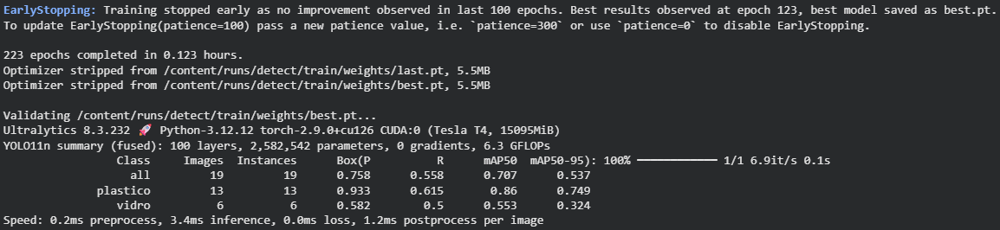 EarlyStopping: Training stopped early as no improvement observed in last 100 epochs. Best results observed at epoch 123, best model saved as best.pt.
To update EarlyStopping(patience=100) pass a new patience value, i.e. `patience=300` or use `patience=0` to disable EarlyStopping.
223 epochs completed in 0.123 hours.
Optimizer stripped from /content/runs/detect/train/weights/last.pt, 5.5MB
Optimizer stripped from /content/runs/detect/train/weights/best.pt, 5.5MB
Validating /content/runs/detect/train/weights/best.pt...
Ultralytics 8.3.232 🚀 Python-3.12.12 torch-2.9.0+cu126 CUDA:0 (Tesla T4, 15095MiB)
YOLO11n summary (fused): 100 layers, 2,582,542 parameters, 0 gradients, 6.3 GFLOPs
Class Images Instances Box(P R mAP50 mAP50-95): 100% ━━━━━━━━━━━━ 1/1 6.9it/s 0.1s
all 19 19 0.758 0.558 0.707 0.537
plastico 13 13 0.933 0.615 0.86 0.749
vidro 6 6 0.582 0.5 0.553 0.324
Speed: 0.2ms preprocess, 3.4ms inference, 0.0ms loss, 1.2ms postprocess per image